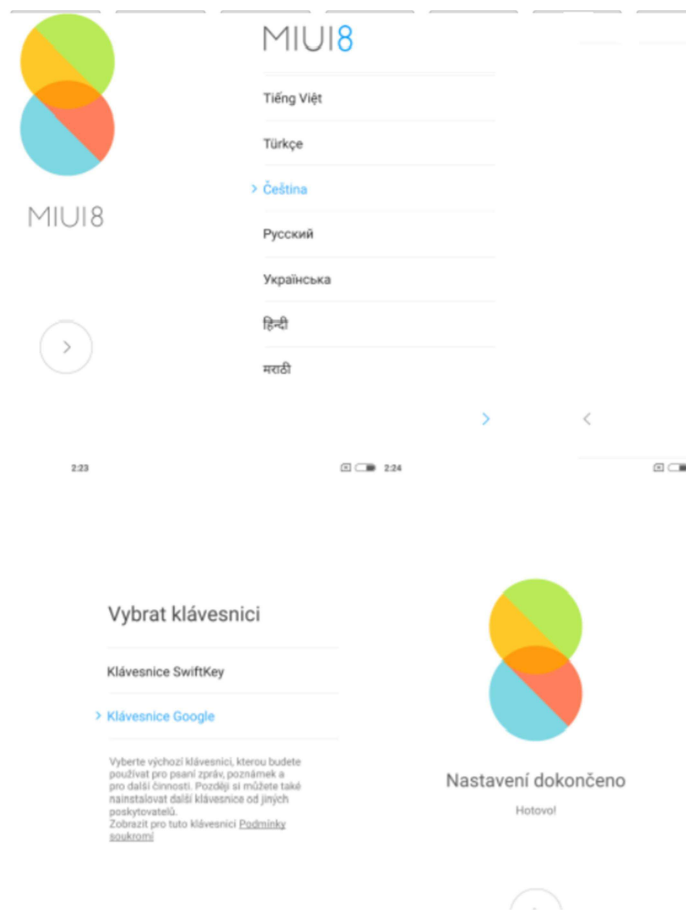 MIUI8
MIUI8
Tiếng Việt
Türkçe
Čeština
Русский
Українська
हिन्दी
मराठी
2:23
2:24
Vybrat klávesnici
Klávesnice SwiftKey
Klávesnice Google
Vyberte výchozí klávesnici, kterou budete
používat pro psaní zpráv, poznámek a
pro další činnosti. Později si můžete také
nainstalovat další klávesnice od jiných
poskytovatelů.
Zobrazit pro tuto klávesnici Podmínky
soukromí
Nastavení dokončeno
Hotovo!